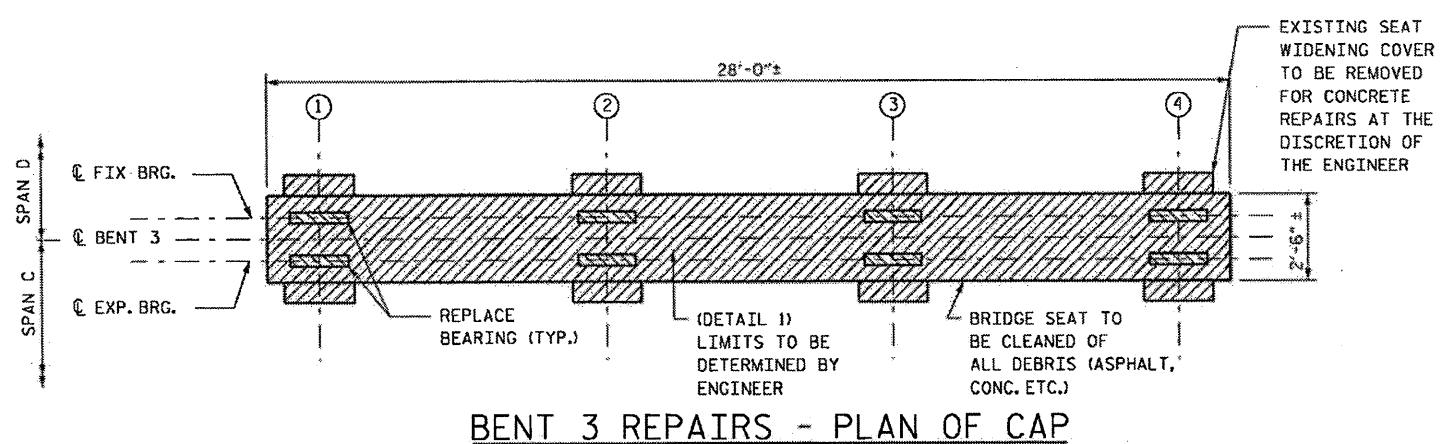 EXISTING SEAT
WIDENING COVER
TO BE REMOVED
FOR CONCRETE
REPAIRS AT THE
DISCRETION OF
THE ENGINEER
28'-0"±
1
2
3
4
SPAN D
℄ FIX BRG.
℄ BENT 3
SPAN C
℄ EXP. BRG.
2'-6" ±
REPLACE
BEARING (TYP.)
(DETAIL 1)
LIMITS TO BE
DETERMINED BY
ENGINEER
BRIDGE SEAT TO
BE CLEANED OF
ALL DEBRIS (ASPHALT,
CONC. ETC.)
BENT 3 REPAIRS - PLAN OF CAP